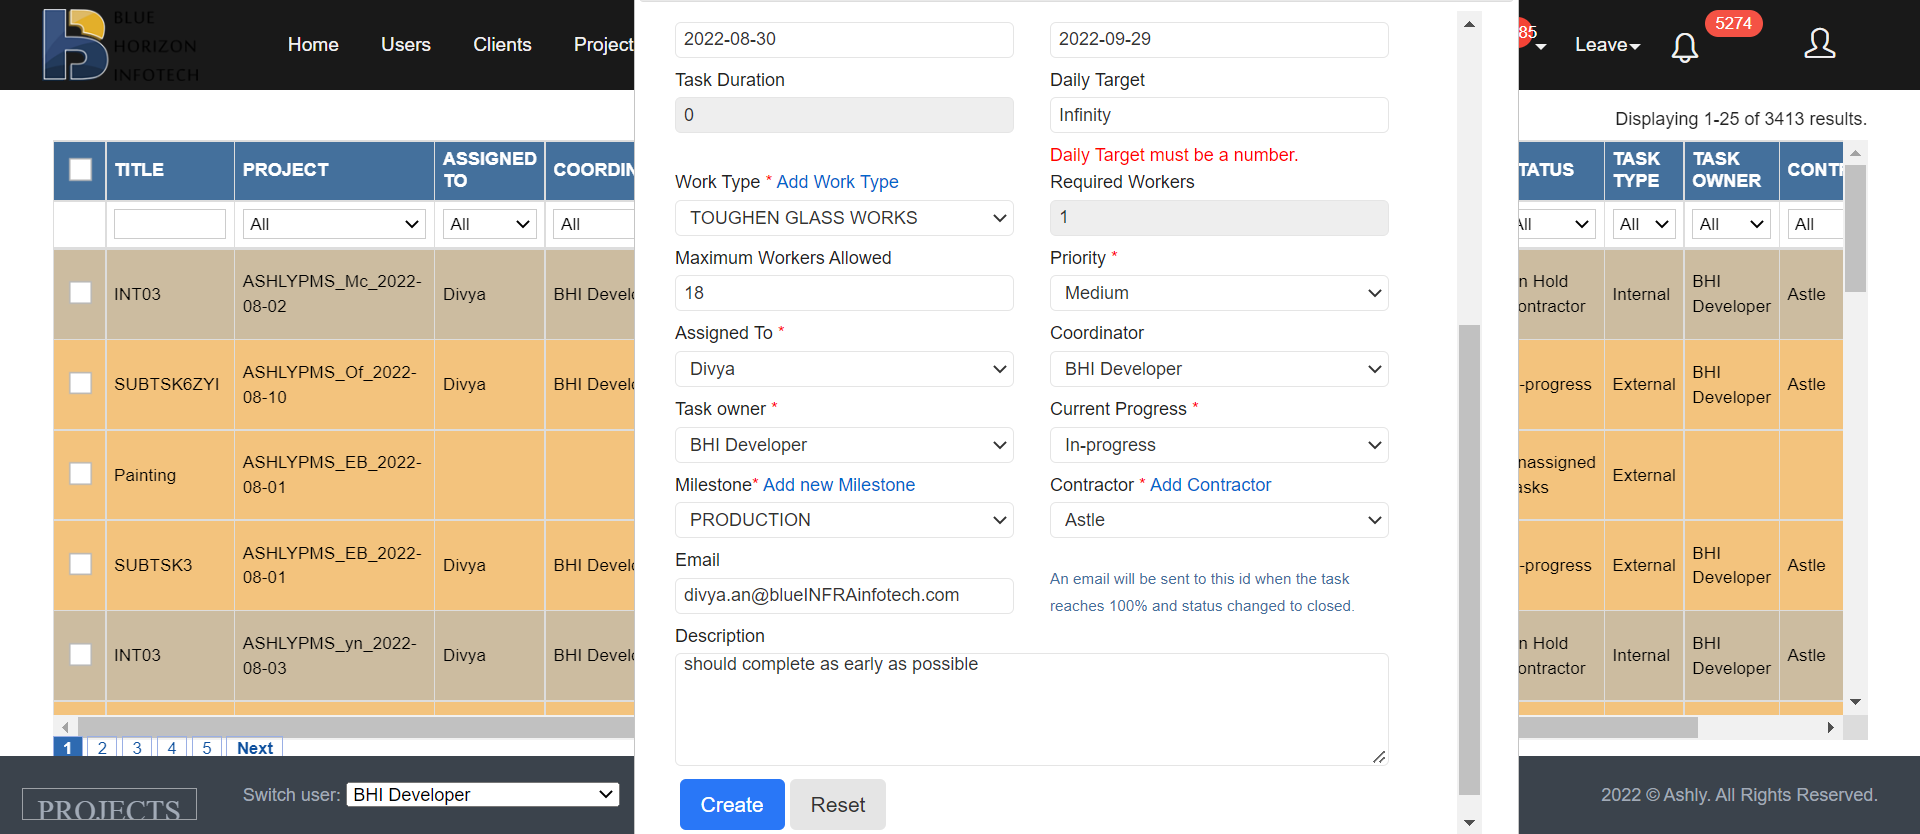 BLUE
HORIZON
INFOTECH
Home Users Clients Project
85 Leave 5274
Displaying 1-25 of 3413 results.
TITLE PROJECT ASSIGNED TO COORDIN
TATUS TASK TYPE TASK OWNER CONTR
All All All
All All All All
INT03 ASHLYPMS_Mc_2022-08-02 Divya BHI Develo
n Hold ontractor Internal BHI Developer Astle
SUBTSK6ZYI ASHLYPMS_Of_2022-08-10 Divya BHI Develo
-progress External BHI Developer Astle
Painting ASHLYPMS_EB_2022-08-01
nassigned asks External
SUBTSK3 ASHLYPMS_EB_2022-08-01 Divya BHI Develo
-progress External BHI Developer Astle
INT03 ASHLYPMS_yn_2022-08-03 Divya BHI Develo
n Hold ontractor Internal BHI Developer Astle
1 2 3 4 5 Next
2022-08-30 2022-09-29
Task Duration Daily Target
0 Infinity
Daily Target must be a number.
Work Type * Add Work Type Required Workers
TOUGHEN GLASS WORKS 1
Maximum Workers Allowed Priority *
18 Medium
Assigned To * Coordinator
Divya BHI Developer
Task owner * Current Progress *
BHI Developer In-progress
Milestone* Add new Milestone Contractor * Add Contractor
PRODUCTION Astle
Email
divya.an@blueINFRAinfotech.com
An email will be sent to this id when the task
reaches 100% and status changed to closed.
Description
should complete as early as possible
Create Reset
PROJECTS Switch user: BHI Developer
2022 © Ashly. All Rights Reserved.